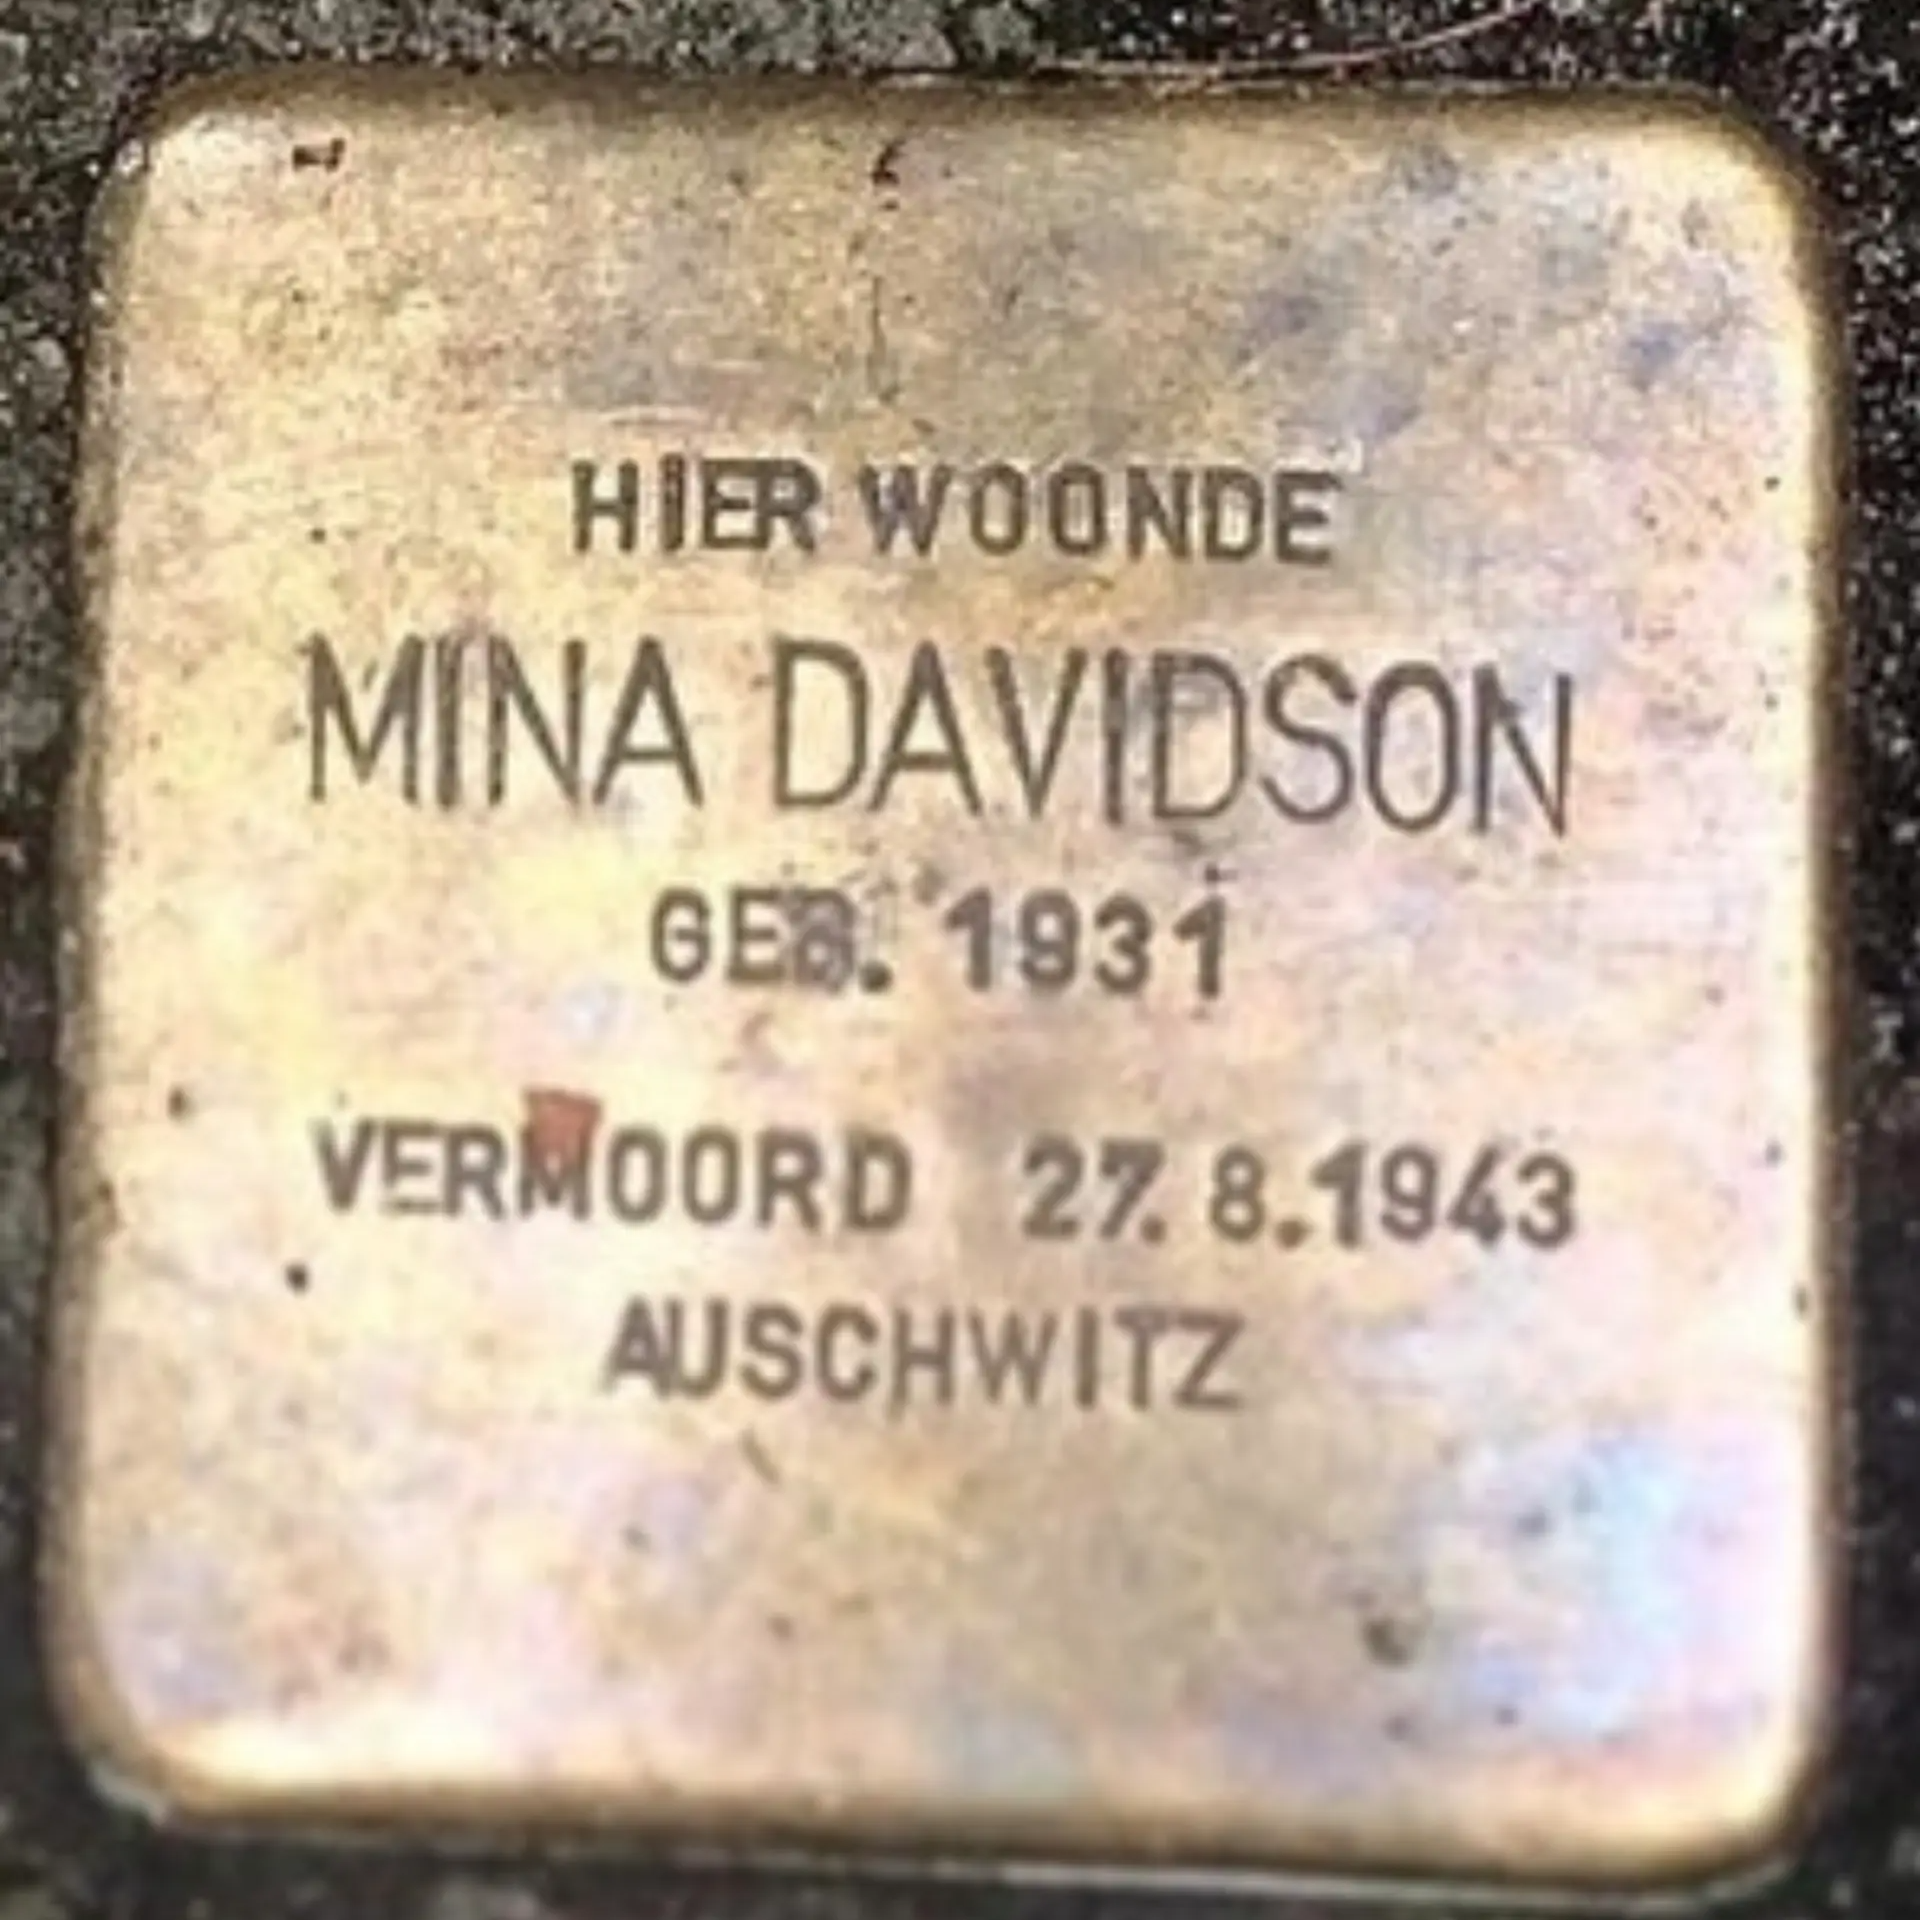 HIER WOONDE
MINA DAVIDSON
GEB. 1931
VERMOORD 27.8.1943
AUSCHWITZ